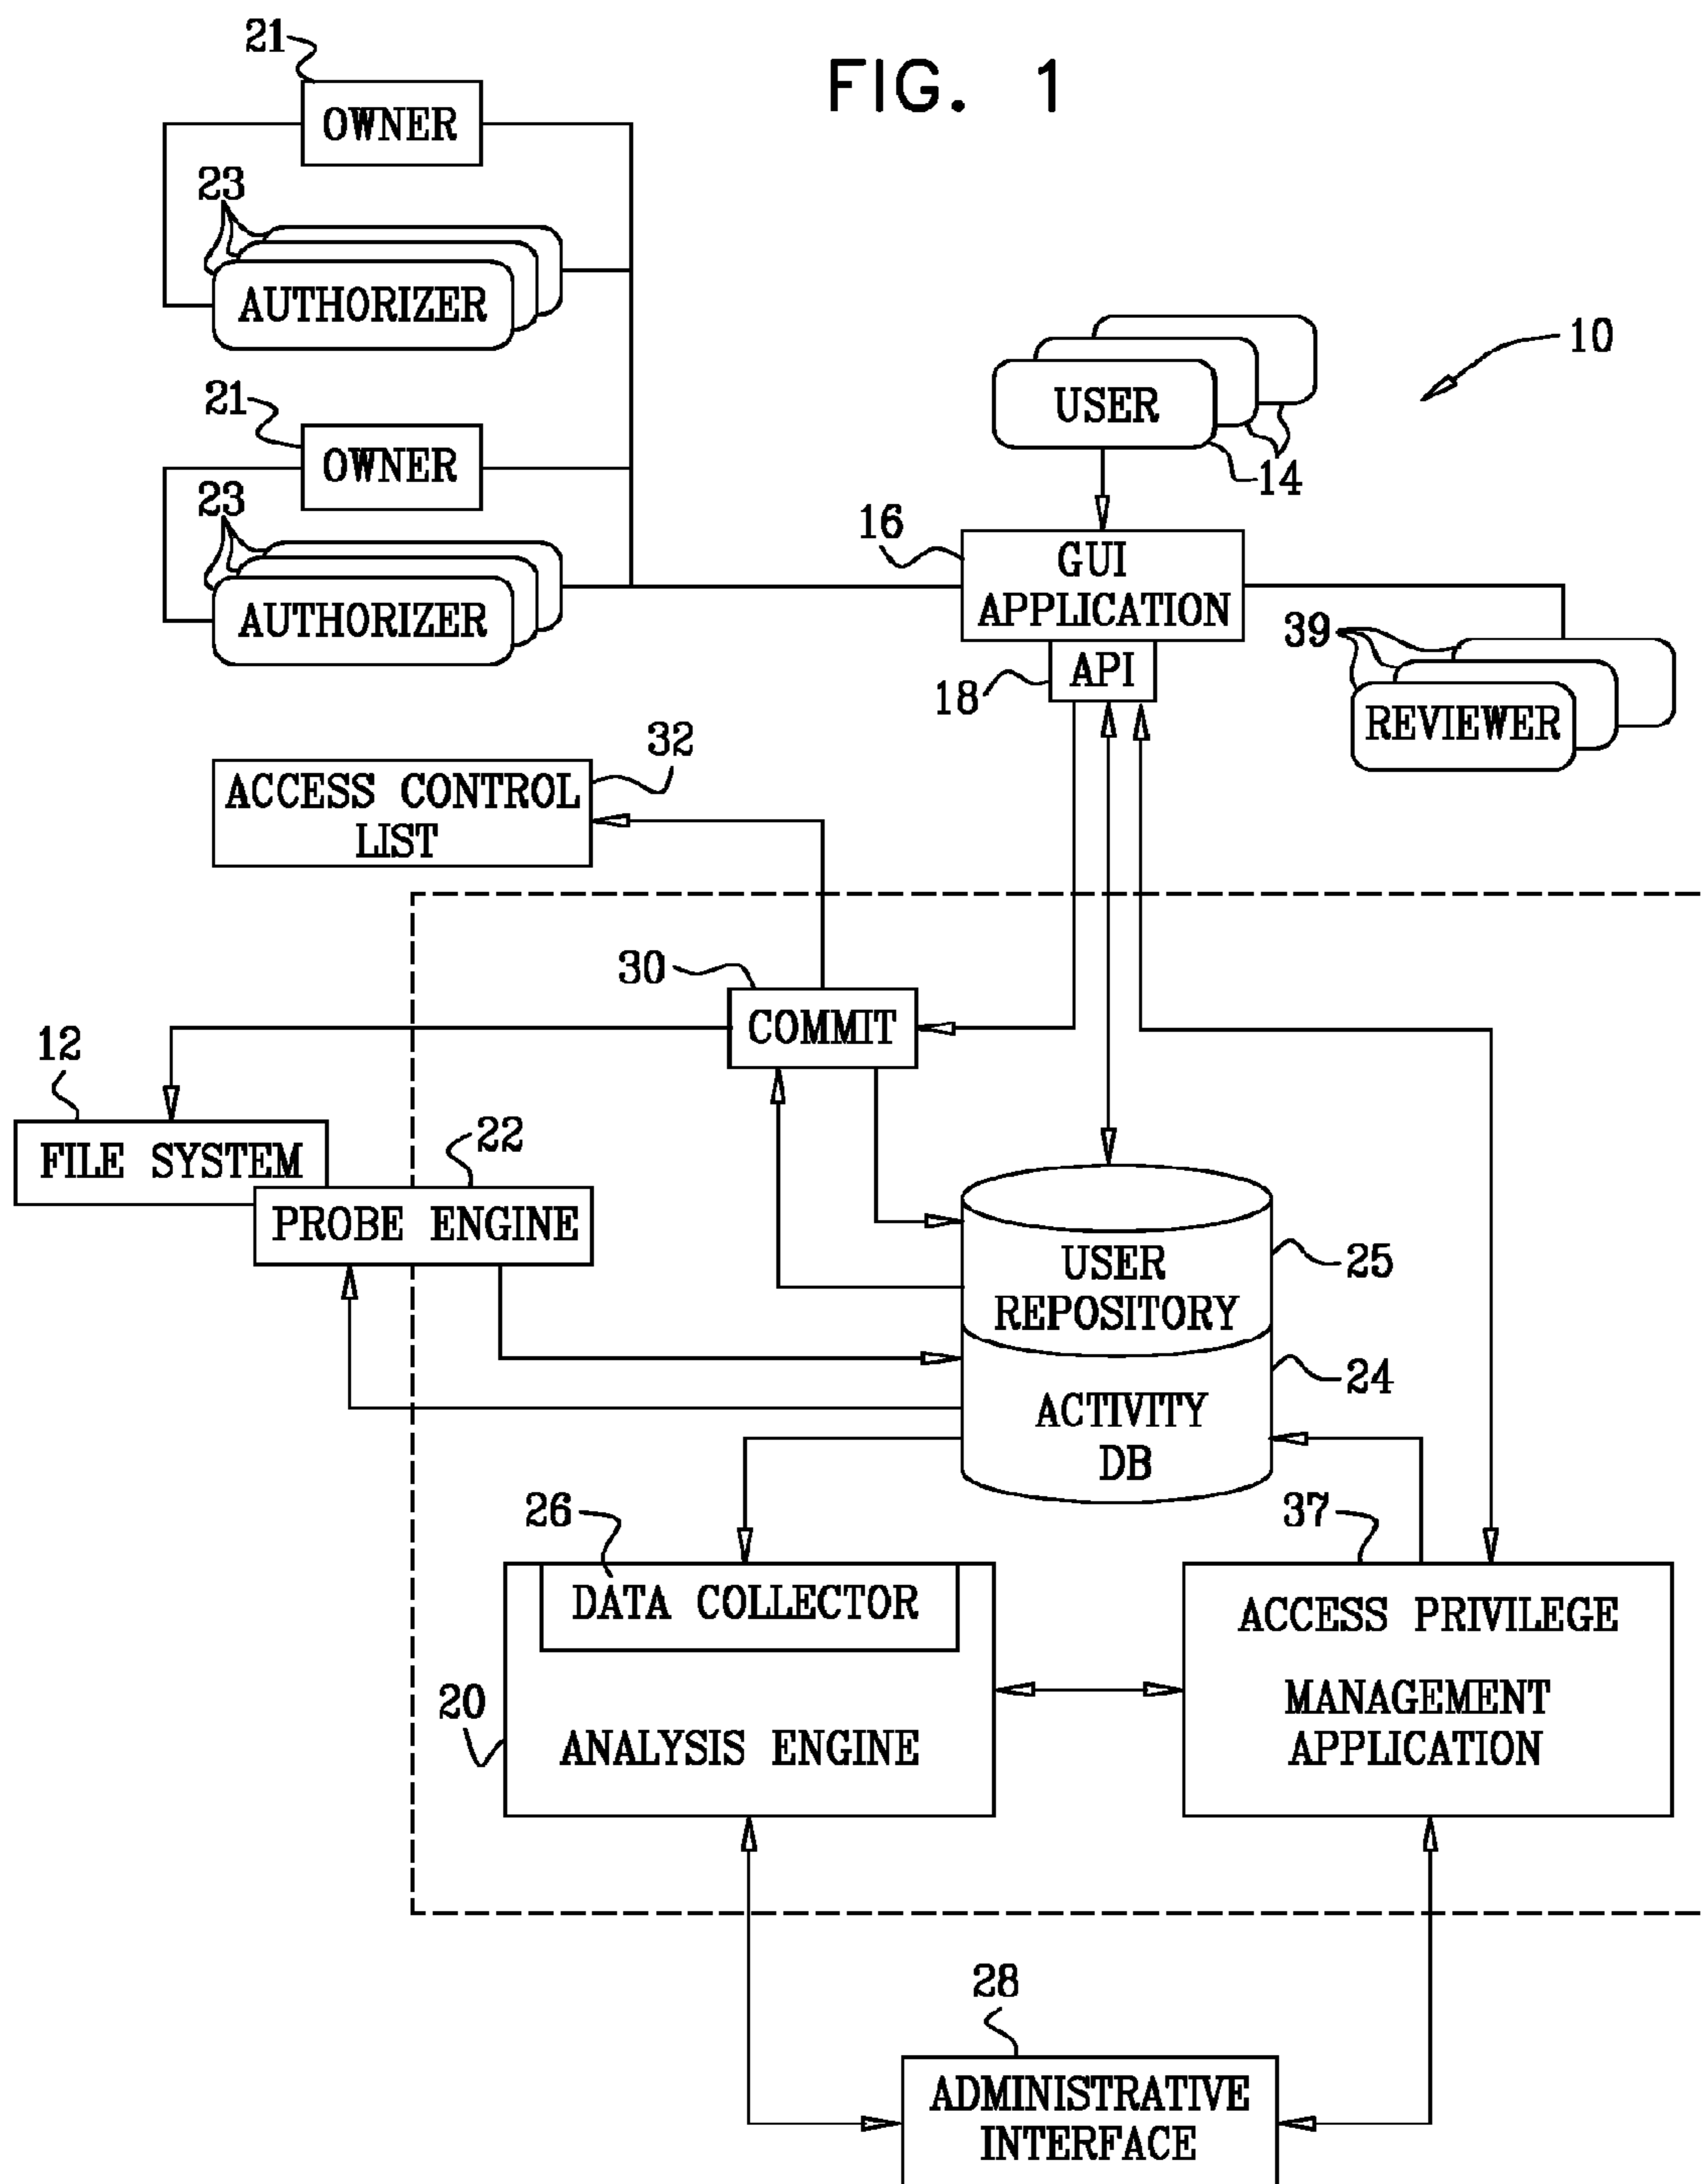 FIG. 1
21
OWNER
23
AUTHORIZER
21
OWNER
23
AUTHORIZER
USER
14
10
16
GUI
APPLICATION
18
API
39
REVIEWER
32
ACCESS CONTROL
LIST
30
COMMIT
12
FILE SYSTEM
22
PROBE ENGINE
USER
REPOSITORY
25
ACTIVITY
DB
24
26
DATA COLLECTOR
20
ANALYSIS ENGINE
37
ACCESS PRIVILEGE
MANAGEMENT
APPLICATION
28
ADMINISTRATIVE
INTERFACE